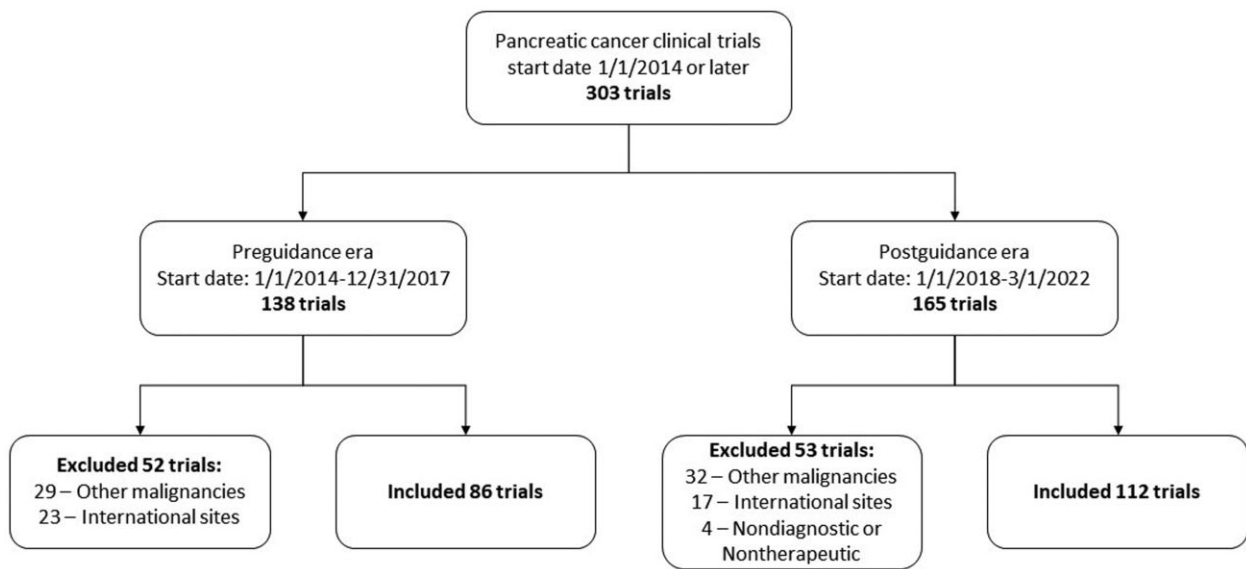 Pancreatic cancer clinical trials
start date 1/1/2014 or later
303 trials
Preguidance era
Start date: 1/1/2014-12/31/2017
138 trials
Postguidance era
Start date: 1/1/2018-3/1/2022
165 trials
Excluded 52 trials:
29 – Other malignancies
23 – International sites
Included 86 trials
Excluded 53 trials:
32 – Other malignancies
17 – International sites
4 – Nondiagnostic or
Nontherapeutic
Included 112 trials